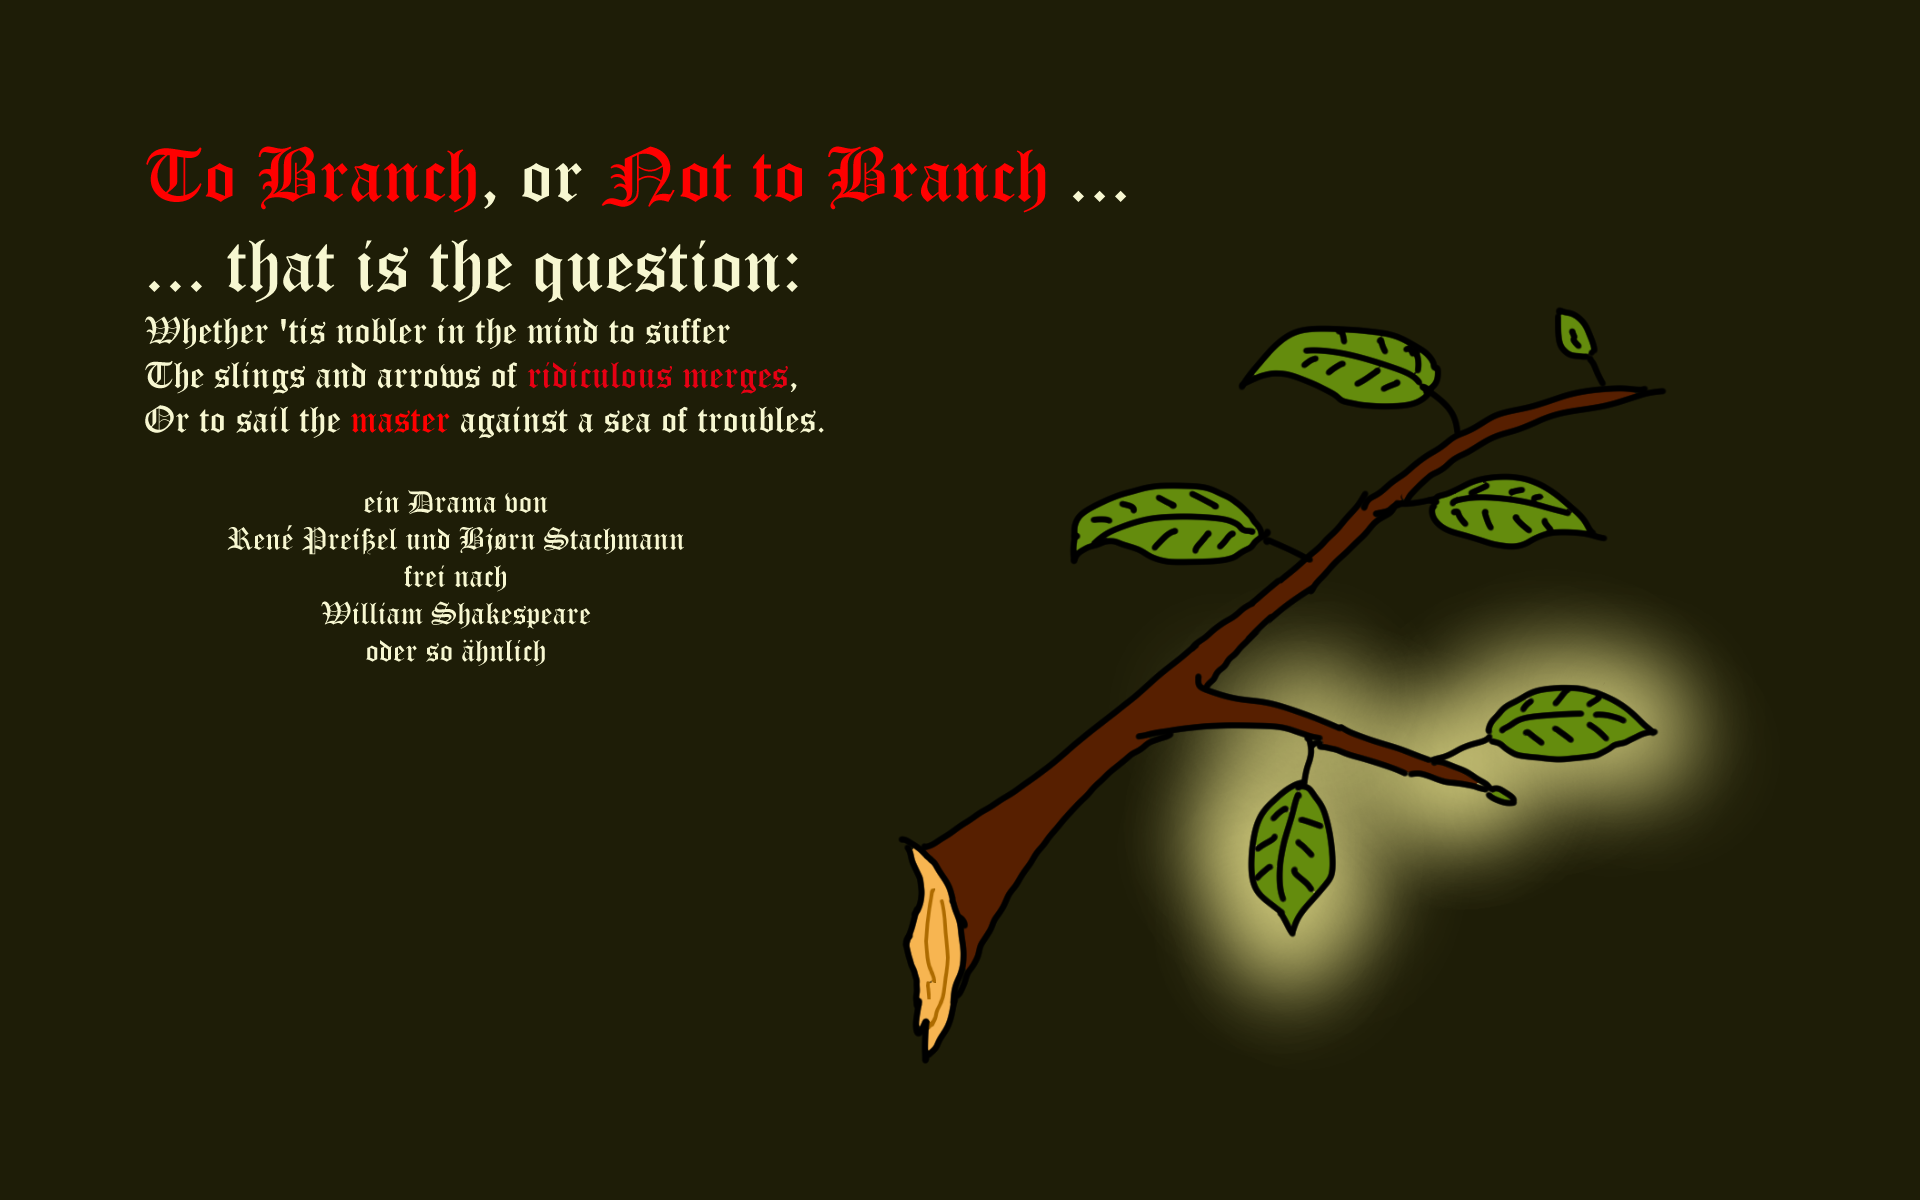 To Branch, or Not to Branch ...
... that is the question:
Whether 'tis nobler in the mind to suffer
The slings and arrows of ridiculous merges,
Or to sail the master against a sea of troubles.
ein Drama von
René Preißel und Bjørn Stachmann
frei nach
William Shakespeare
oder so ähnlich